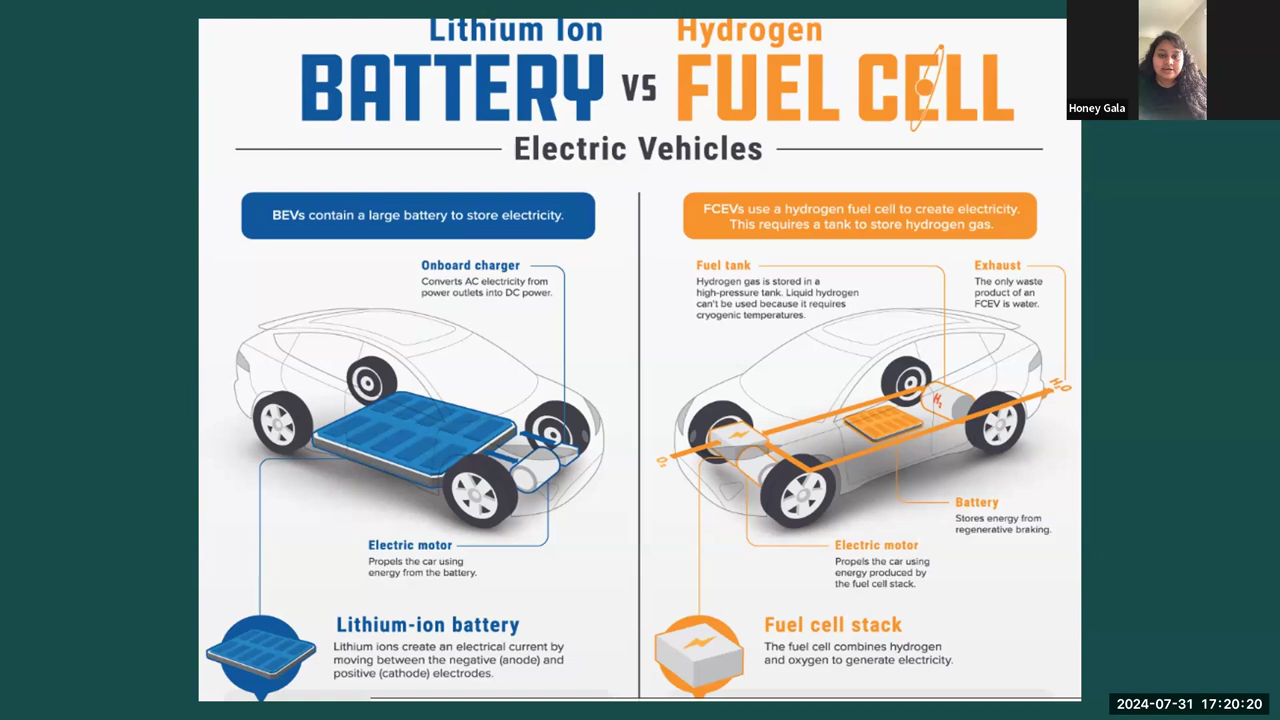 Lithium Ion
BATTERY
VS
Hydrogen
FUEL CELL
Electric Vehicles
BEVs contain a large battery to store electricity.
Onboard charger
Converts AC electricity from
power outlets into DC power.
Electric motor
Propels the car using
energy from the battery.
Lithium-ion battery
Lithium ions create an electrical current by
moving between the negative (anode) and
positive (cathode) electrodes.
FCEVs use a hydrogen fuel cell to create electricity.
This requires a tank to store hydrogen gas.
Fuel tank
Hydrogen gas is stored in a
high-pressure tank. Liquid hydrogen
can't be used because it requires
cryogenic temperatures.
Exhaust
The only waste
product of an
FCEV is water.
H₂
H₂O
O₂
Battery
Stores energy from
regenerative braking.
Electric motor
Propels the car using
energy produced by
the fuel cell stack.
Fuel cell stack
The fuel cell combines hydrogen
and oxygen to generate electricity.
Honey Gala
2024-07-31 17:20:20